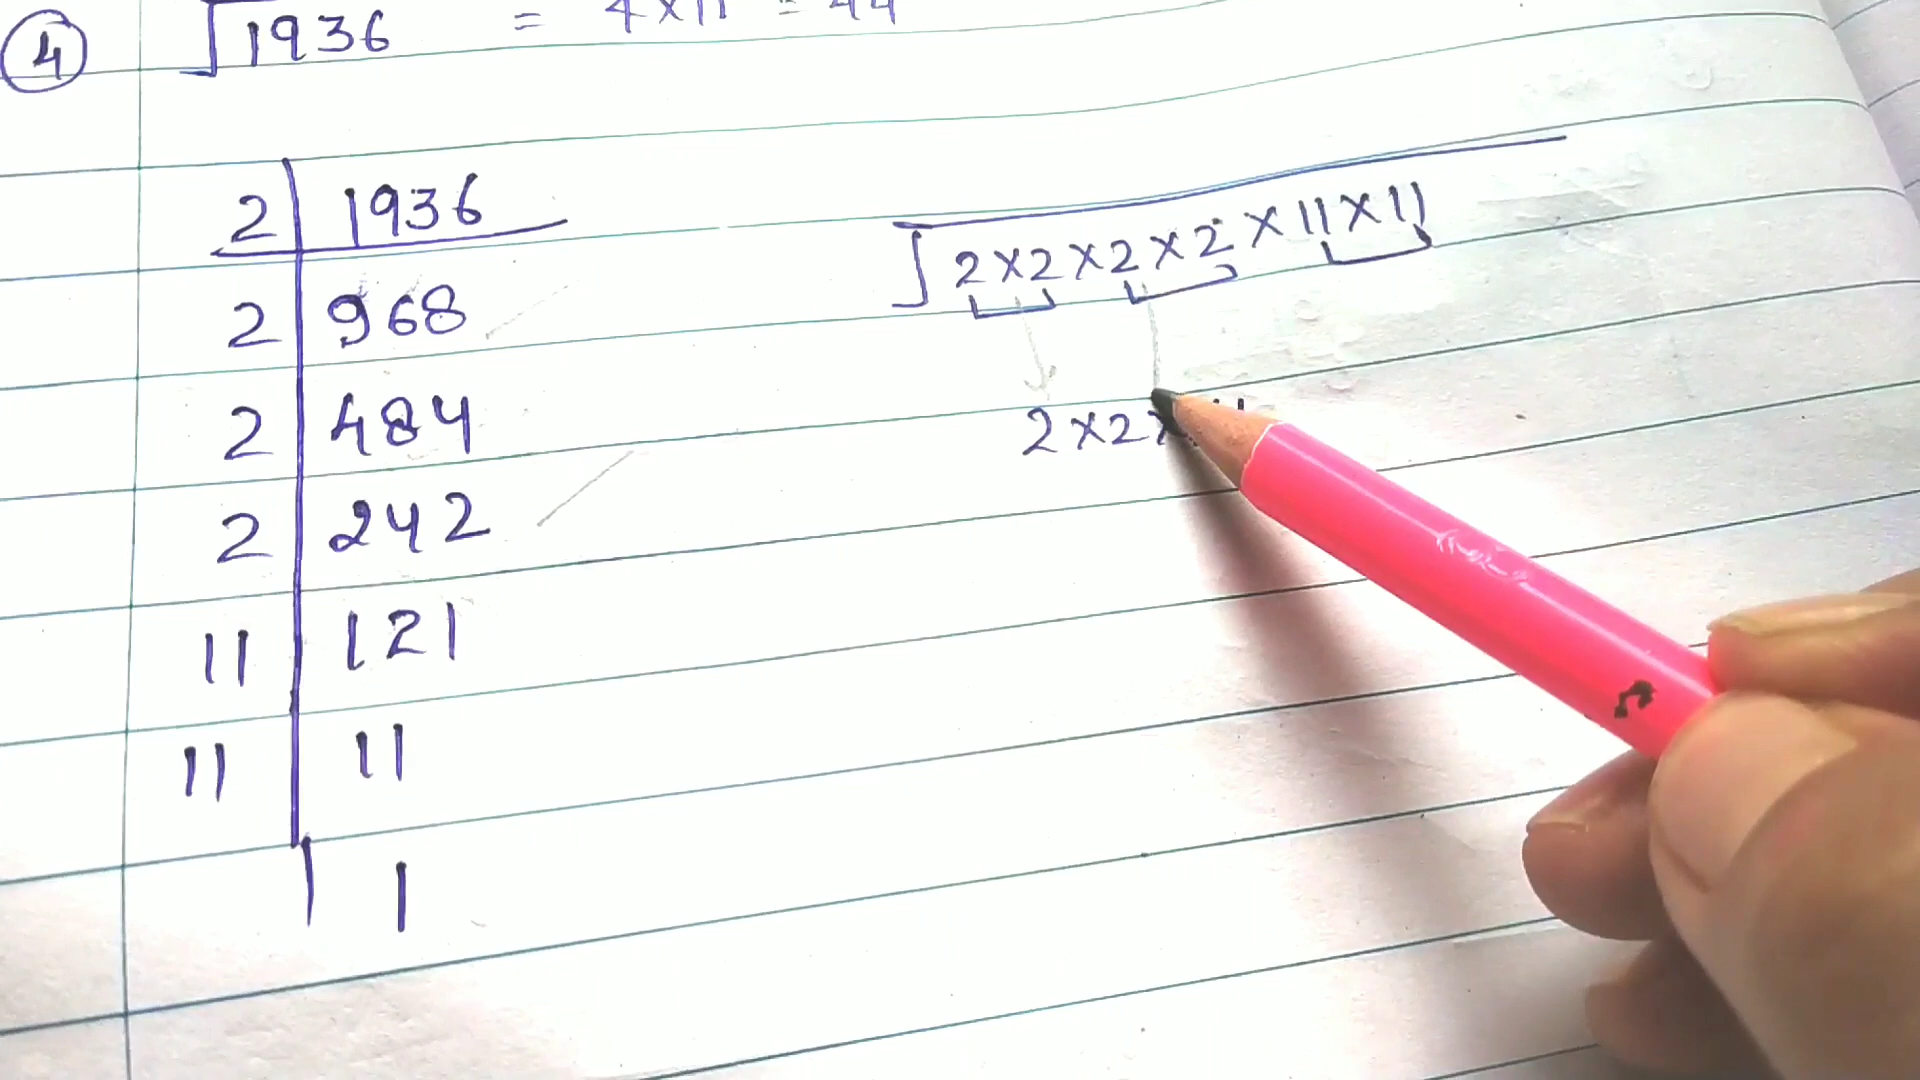 ④ √1936 = 4×11 = 44
2 | 1936
2 | 968
2 | 484
2 | 242
11 | 121
11 | 11
| 1
√2×2×2×2×11×11
2×2×